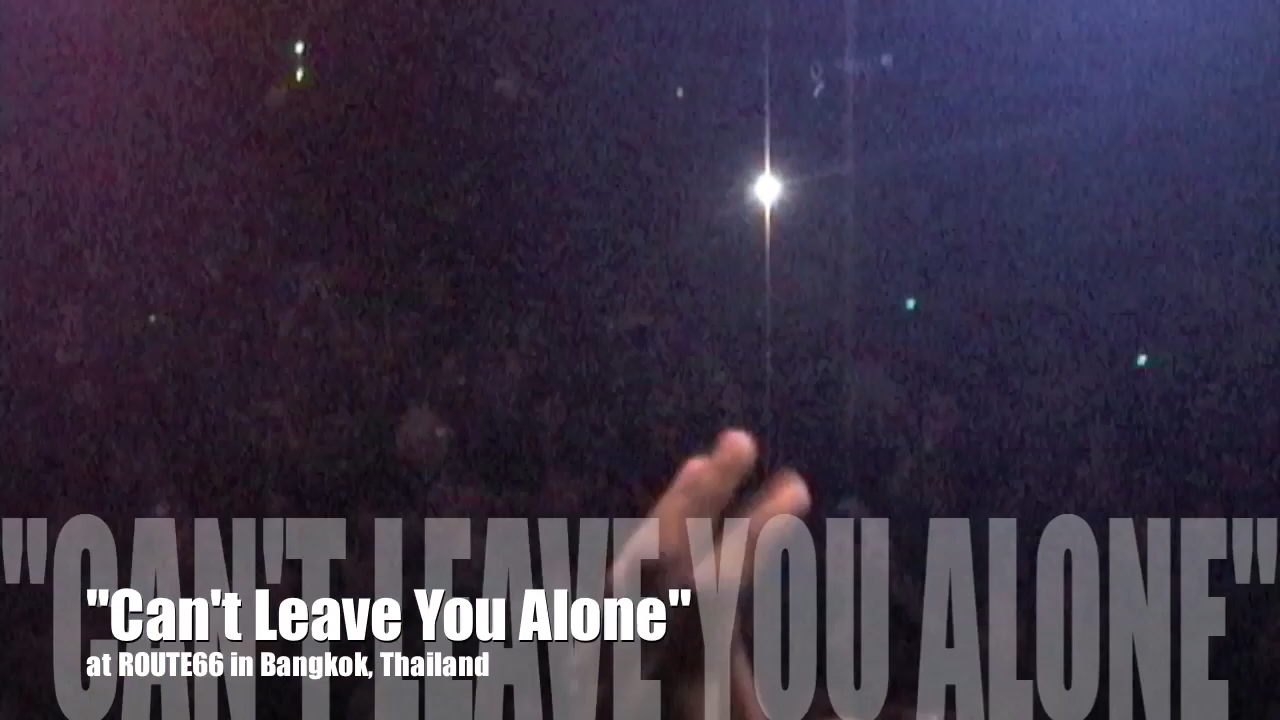 "CAN'T LEAVE YOU ALONE"
"Can't Leave You Alone"
at ROUTE66 in Bangkok, Thailand